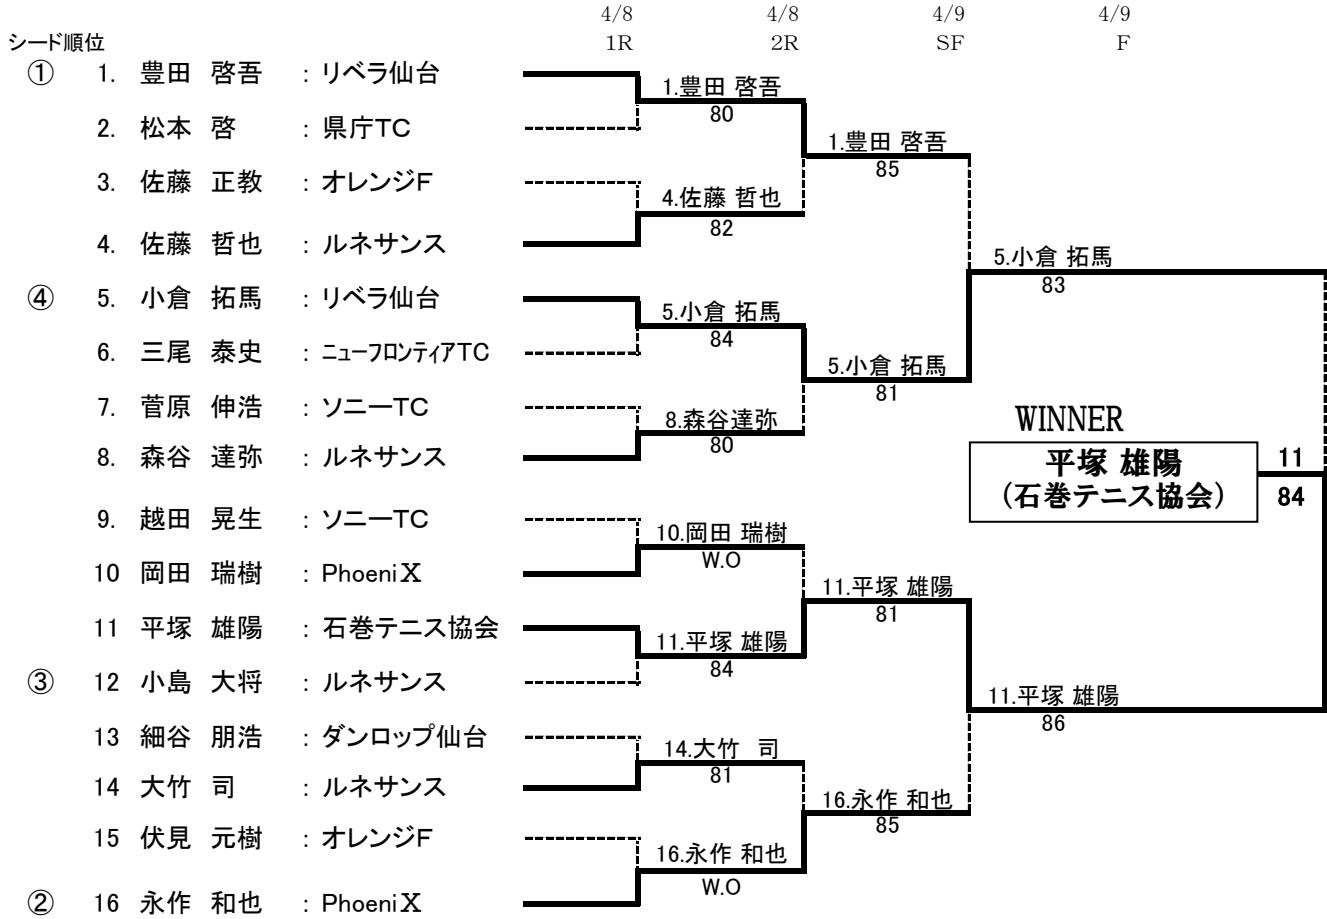 4/8 4/8 4/9 4/9
シード順位 1R 2R SF F
① 1. 豊田 啓吾 : リベラ仙台
1.豊田 啓吾
80
2. 松本 啓 : 県庁TC
1.豊田 啓吾
85
3. 佐藤 正教 : オレンジF
4.佐藤 哲也
82
4. 佐藤 哲也 : ルネサンス
5.小倉 拓馬
83
④ 5. 小倉 拓馬 : リベラ仙台
5.小倉 拓馬
84
6. 三尾 泰史 : ニューフロンティアTC
5.小倉 拓馬
81
7. 菅原 伸浩 : ソニーTC
8.森谷達弥
80
8. 森谷 達弥 : ルネサンス
WINNER
平塚 雄陽 11
(石巻テニス協会) 84
9. 越田 晃生 : ソニーTC
10.岡田 瑞樹
W.O
10 岡田 瑞樹 : PhoeniX
11.平塚 雄陽
81
11 平塚 雄陽 : 石巻テニス協会
11.平塚 雄陽
84
③ 12 小島 大将 : ルネサンス
11.平塚 雄陽
86
13 細谷 朋浩 : ダンロップ仙台
14.大竹 司
81
14 大竹 司 : ルネサンス
16.永作 和也
85
15 伏見 元樹 : オレンジF
16.永作 和也
W.O
② 16 永作 和也 : PhoeniX